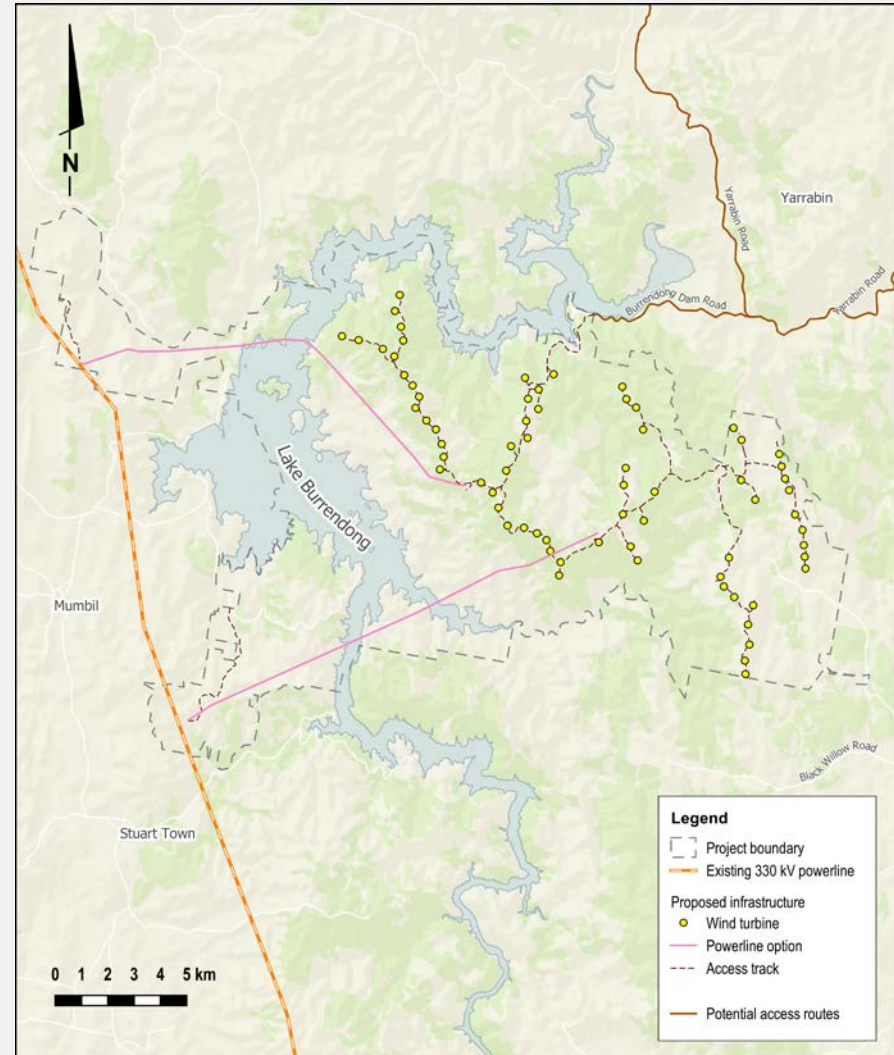 N
Yarrabin
Yarrabin Road
Yarrabin Road
Burrendong Dam Road
Lake Burrendong
Mumbil
Black Willow Road
Stuart Town
Legend
Project boundary
Existing 330 kV powerline
Proposed infrastructure
Wind turbine
Powerline option
Access track
Potential access routes
0 1 2 3 4 5 km